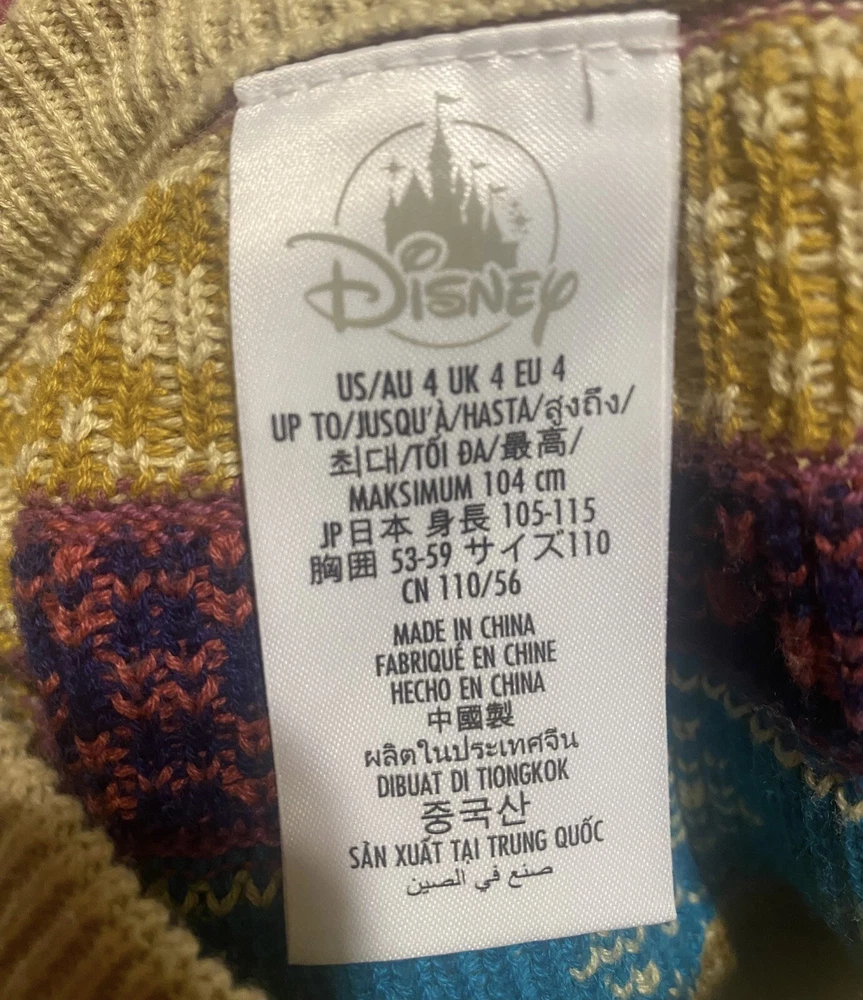 Disney
US/AU 4 UK 4 EU 4
UP TO/JUSQU'À/HASTA/สูงถึง/
최대/TỐI ĐA/最高/
MAKSIMUM 104 cm
JP日本 身長 105-115
胸囲 53-59 サイズ110
CN 110/56
MADE IN CHINA
FABRIQUÉ EN CHINE
HECHO EN CHINA
中國製
ผลิตในประเทศจีน
DIBUAT DI TIONGKOK
중국산
SẢN XUẤT TẠI TRUNG QUỐC
صنع في الصين